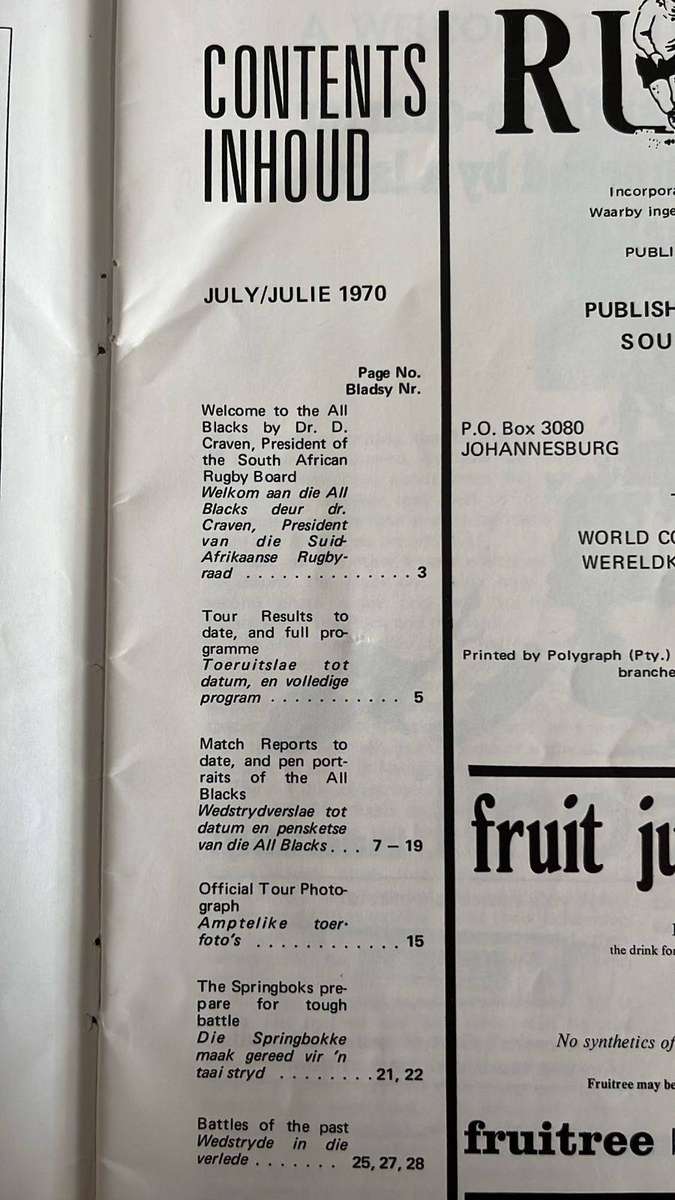 CONTENTS
INHOUD
JULY/JULIE 1970
Page No.
Bladsy Nr.
Welcome to the All
Blacks by Dr. D.
Craven, President of
the South African
Rugby Board
Welkom aan die All
Blacks deur dr.
Craven, President
van die Suid-
Afrikaanse Rugby-
raad . . . . . . . . . . . . . . 3
Tour Results to
date, and full pro-
gramme
Toeruitslae tot
datum, en volledige
program . . . . . . . . . . . 5
Match Reports to
date, and pen port-
raits of the All
Blacks
Wedstrydverslae tot
datum en pensketse
van die All Blacks . . . 7 – 19
Official Tour Photo-
graph
Amptelike toer-
foto's . . . . . . . . . . . . 15
The Springboks pre-
pare for tough
battle
Die Springbokke
maak gereed vir 'n
taai stryd . . . . . . . . 21, 22
Battles of the past
Wedstryde in die
verlede . . . . . . . 25, 27, 28
RU
Incorpora
Waarby inge
PUBLI
PUBLISH
SOU
P.O. Box 3080
JOHANNESBURG
WORLD CO
WERELDK
Printed by Polygraph (Pty.)
branche
fruit ju
the drink for
No synthetics of
Fruitree may be
fruitree